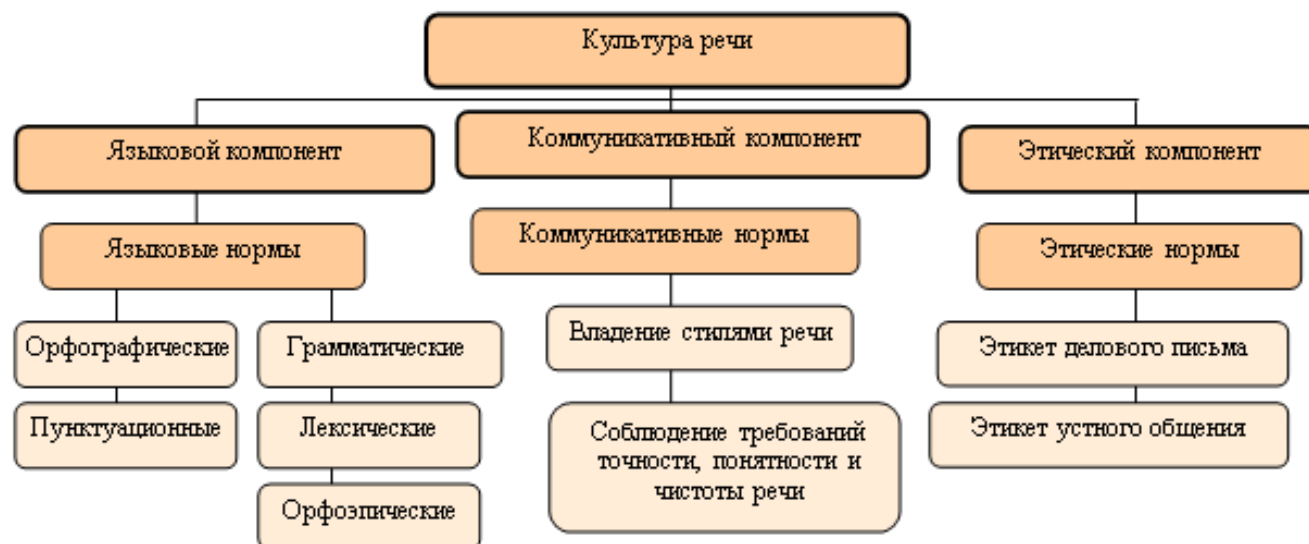 Культура речи
Языковой компонент
Коммуникативный компонент
Этический компонент
Языковые нормы
Коммуникативные нормы
Этические нормы
Орфографические
Грамматические
Владение стилями речи
Этикет делового письма
Пунктуационные
Лексические
Соблюдение требований
точности, понятности и
чистоты речи
Этикет устного общения
Орфоэпические